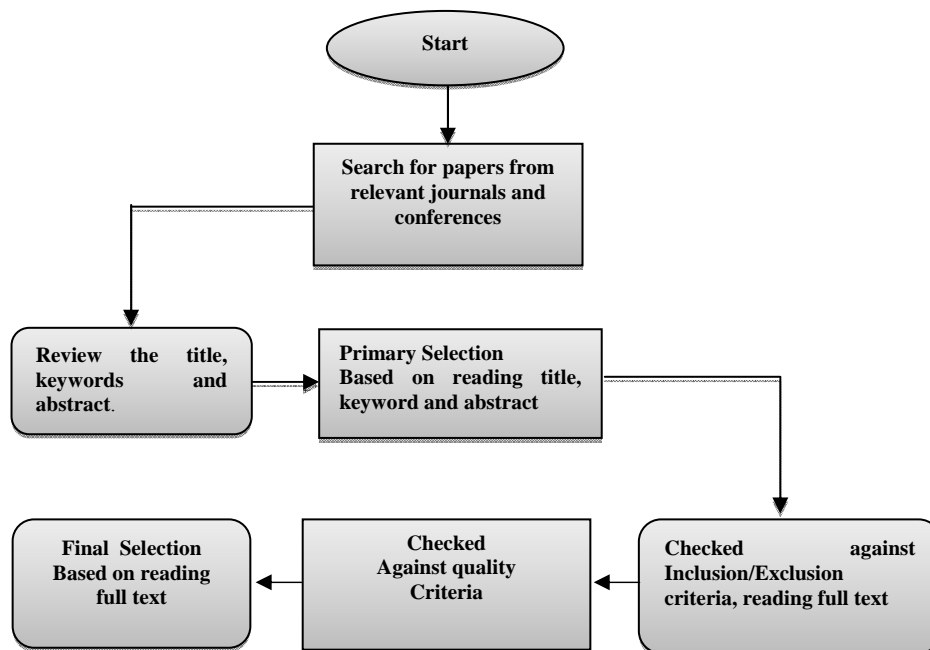 Start
Search for papers from
relevant journals and
conferences
Review the title,
keywords and
abstract.
Primary Selection
Based on reading title,
keyword and abstract
Checked against
Inclusion/Exclusion
criteria, reading full text
Checked
Against quality
Criteria
Final Selection
Based on reading
full text